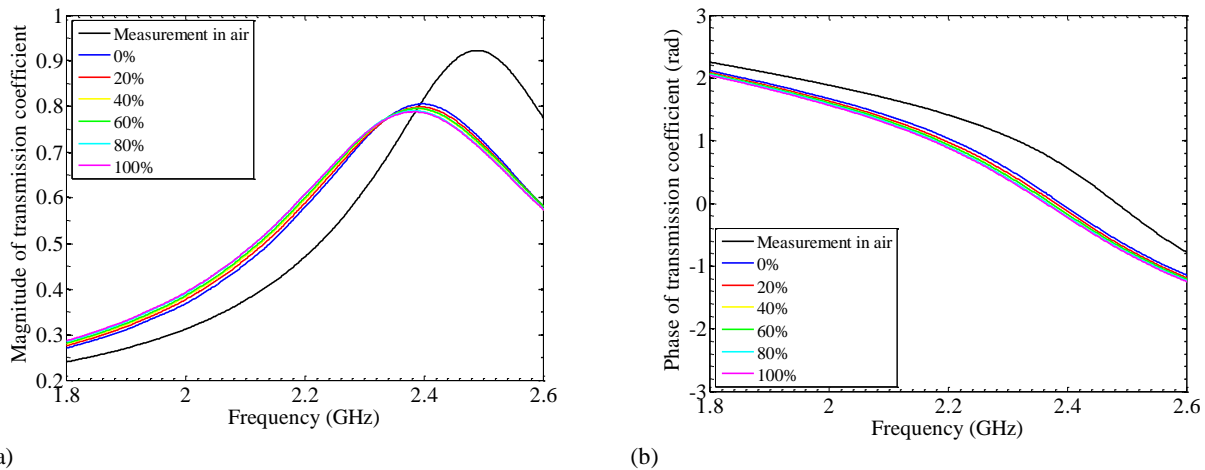 1
0.9
0.8
0.7
0.6
0.5
0.4
0.3
0.2
Magnitude of transmission coefficient
Measurement in air
0%
20%
40%
60%
80%
100%
1.8 2 2.2 2.4 2.6
Frequency (GHz)
a)
3
2
1
0
-1
-2
-3
Phase of transmission coefficient (rad)
Measurement in air
0%
20%
40%
60%
80%
100%
1.8 2 2.2 2.4 2.6
Frequency (GHz)
(b)